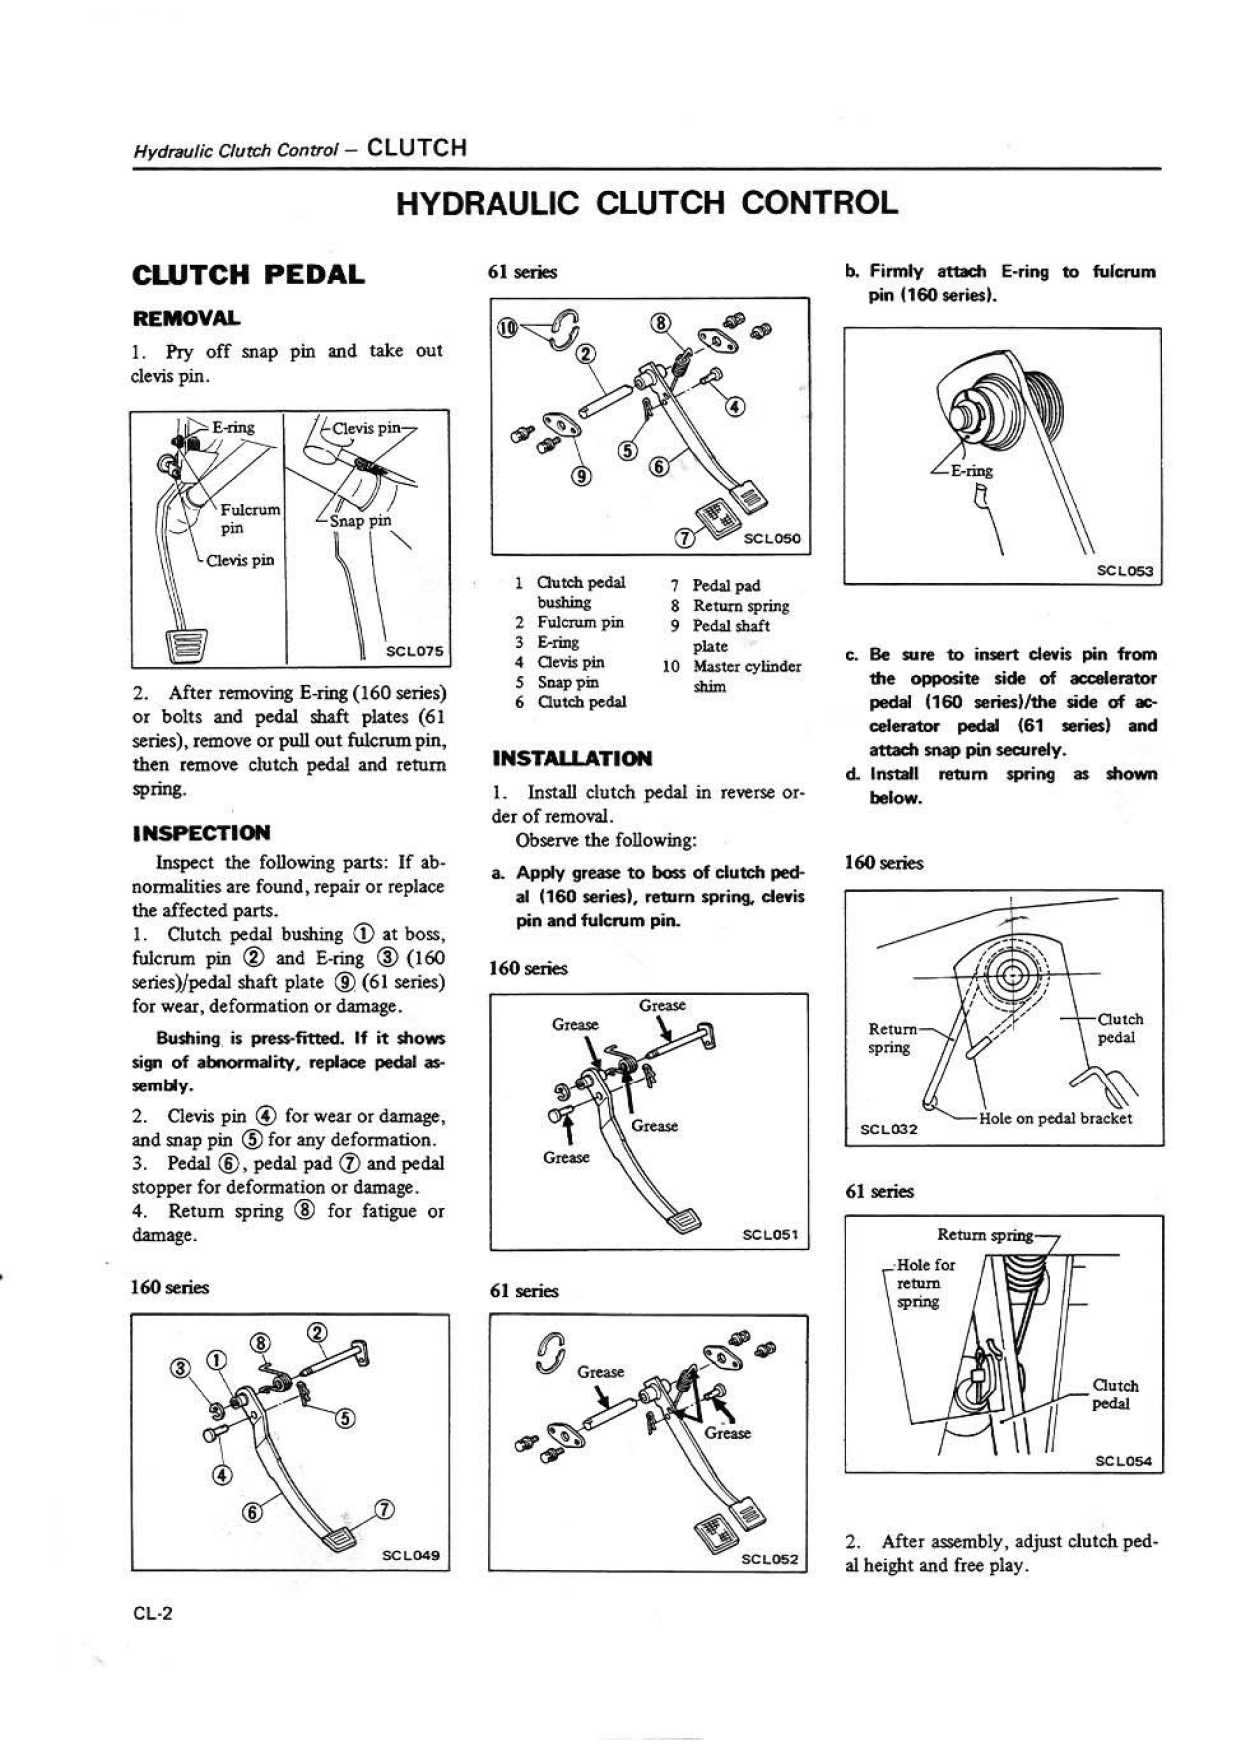 Hydraulic Clutch Control – CLUTCH
HYDRAULIC CLUTCH CONTROL
CLUTCH PEDAL
REMOVAL
1. Pry off snap pin and take out
clevis pin.
E-ring
Fulcrum
pin
Clevis pin
Clevis pin
Snap pin
SCL075
2. After removing E-ring (160 series)
or bolts and pedal shaft plates (61
series), remove or pull out fulcrum pin,
then remove clutch pedal and return
spring.
INSPECTION
Inspect the following parts: If ab-
normalities are found, repair or replace
the affected parts.
1. Clutch pedal bushing ① at boss,
fulcrum pin ② and E-ring ③ (160
series)/pedal shaft plate ⑨ (61 series)
for wear, deformation or damage.
Bushing is press-fitted. If it shows
sign of abnormality, replace pedal as-
sembly.
2. Clevis pin ④ for wear or damage,
and snap pin ⑤ for any deformation.
3. Pedal ⑥, pedal pad ⑦ and pedal
stopper for deformation or damage.
4. Return spring ⑧ for fatigue or
damage.
160 series
②
⑧
①
③
⑤
④
⑥
⑦
SCL049
CL-2
61 series
⑩
⑧
②
④
⑤
⑥
⑨
⑦
SCL050
1 Clutch pedal
bushing
2 Fulcrum pin
3 E-ring
4 Clevis pin
5 Snap pin
6 Clutch pedal
7 Pedal pad
8 Return spring
9 Pedal shaft
plate
10 Master cylinder
shim
INSTALLATION
1. Install clutch pedal in reverse or-
der of removal.
Observe the following:
a. Apply grease to boss of clutch ped-
al (160 series), return spring, clevis
pin and fulcrum pin.
160 series
Grease
Grease
Grease
Grease
SCL051
61 series
Grease
Grease
SCL052
b. Firmly attach E-ring to fulcrum
pin (160 series).
E-ring
SCL053
c. Be sure to insert clevis pin from
the opposite side of accelerator
pedal (160 series)/the side of ac-
celerator pedal (61 series) and
attach snap pin securely.
d. Install return spring as shown
below.
160 series
Return
spring
Clutch
pedal
Hole on pedal bracket
SCL032
61 series
Return spring
Hole for
return
spring
Clutch
pedal
SCL054
2. After assembly, adjust clutch ped-
al height and free play.